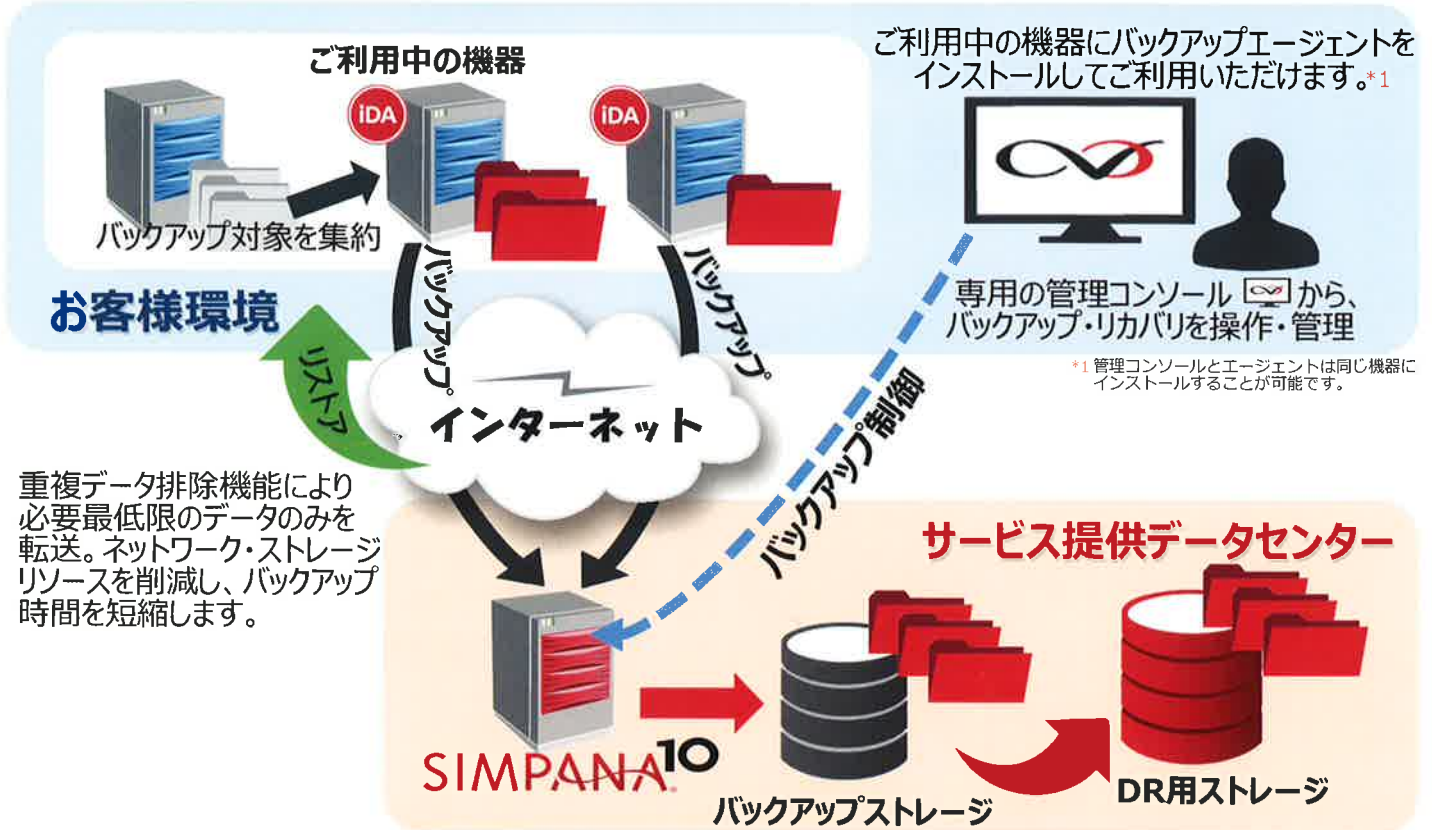 ご利用中の機器
iDA
iDA
バックアップ対象を集約
お客様環境
ご利用中の機器にバックアップエージェントを
インストールしてご利用いただけます。*1
専用の管理コンソール から、
バックアップ・リカバリを操作・管理
*1 管理コンソールとエージェントは同じ機器に
インストールすることが可能です。
バックアップ
バックアップ
リストア
インターネット
バックアップ制御
重複データ排除機能により
必要最低限のデータのみを
転送。ネットワーク・ストレージ
リソースを削減し、バックアップ
時間を短縮します。
サービス提供データセンター
SIMPANA 10
バックアップストレージ
DR用ストレージ